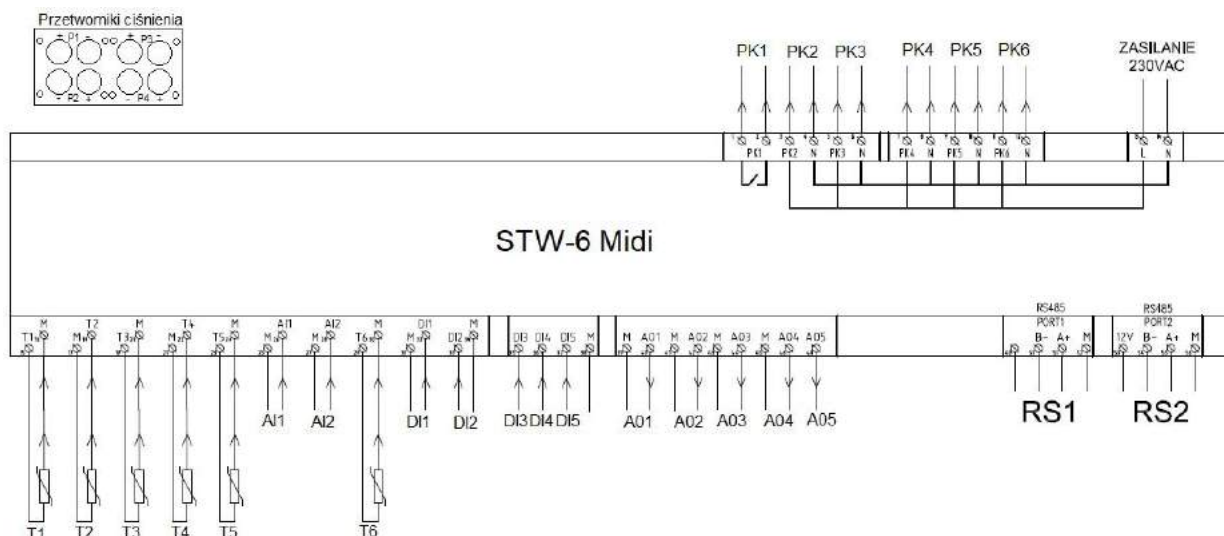 Przetworniki ciśnienia
+ P1 - + P3 -
- P2 + - P4 +
PK1 PK2 PK3 PK4 PK5 PK6 ZASILANIE
230VAC
PK1 PK2 N PK3 N PK4 N PK5 N PK6 N L N
STW-6 Midi
RS485 RS485
PORT1 PORT2
T1 M M T2 T3 M M T4 T5 M M AI1 M AI2 T6 M M DI1 DI2 M DI3 DI4 DI5 M M AO1 M AO2 M AO3 M AO4 AO5 B- A+ M 12V B- A+ M
AI1 AI2 DI1 DI2 DI3 DI4 DI5 A01 A02 A03 A04 A05 RS1 RS2
T1 T2 T3 T4 T5 T6